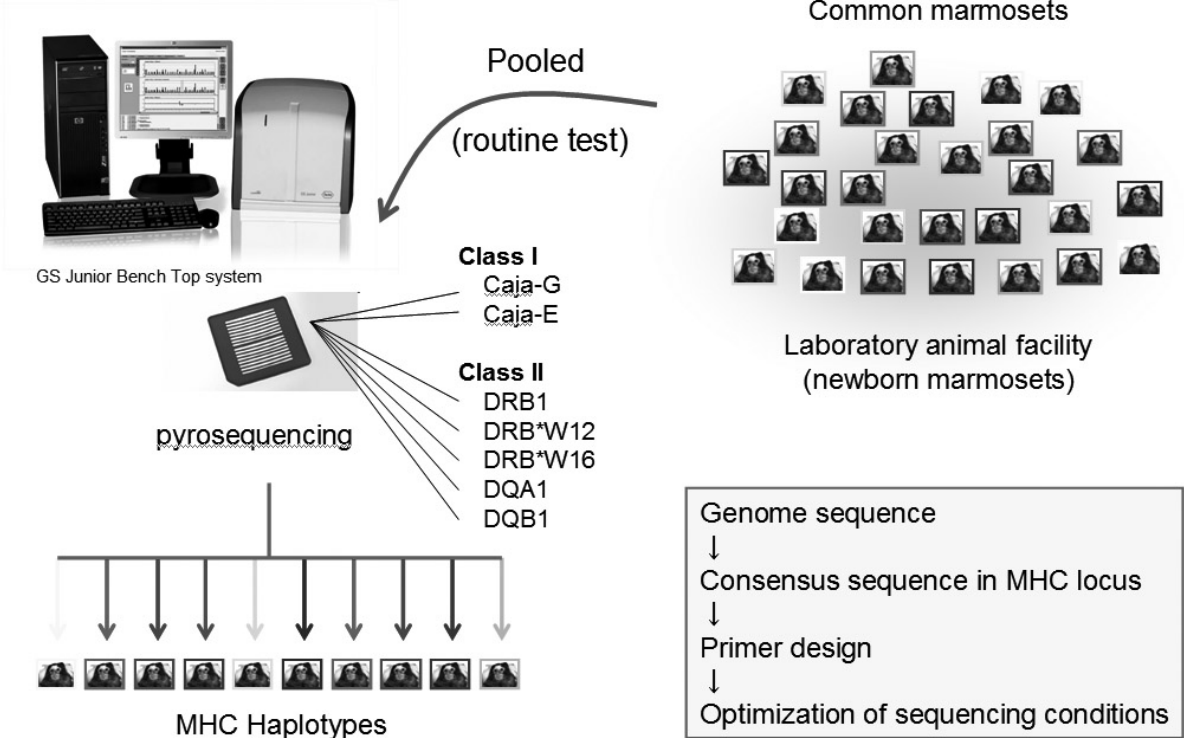 Common marmosets
Pooled
(routine test)
GS Junior Bench Top system
Class I
Caja-G
Caja-E
Class II
DRB1
DRB*W12
DRB*W16
DQA1
DQB1
pyrosequencing
MHC Haplotypes
Laboratory animal facility
(newborn marmosets)
Genome sequence
↓
Consensus sequence in MHC locus
↓
Primer design
↓
Optimization of sequencing conditions